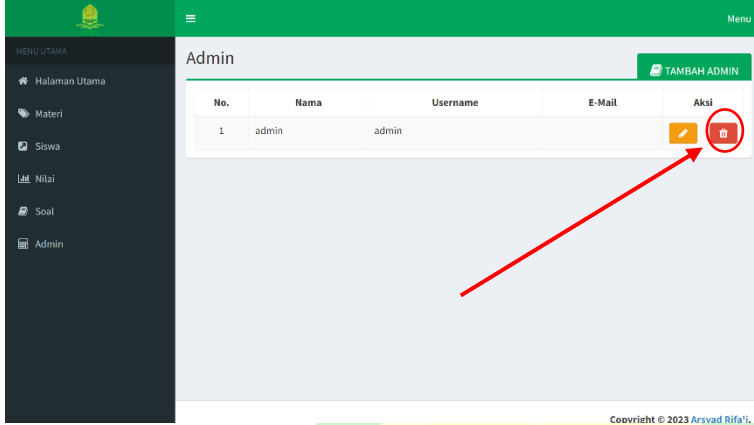 Menu
MENU UTAMA
Halaman Utama
Materi
Siswa
Nilai
Soal
Admin
Admin
TAMBAH ADMIN
No. Nama Username E-Mail Aksi
1 admin admin
Copyright © 2023 Arsyad Rifa'i.